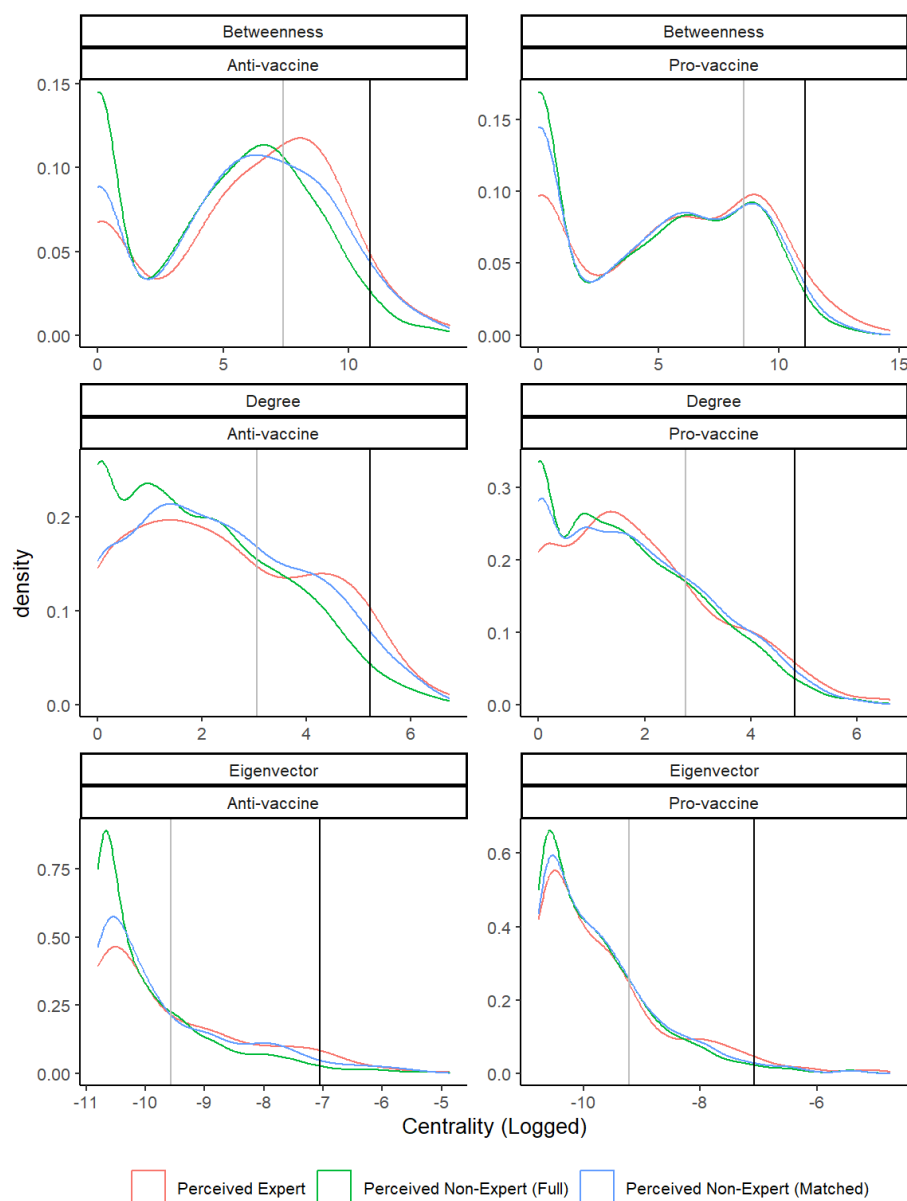 Betweenness
Anti-vaccine
0.15
0.10
0.05
0.00
0
5
10
Betweenness
Pro-vaccine
0.15
0.10
0.05
0.00
0
5
10
15
density
Degree
Anti-vaccine
0.2
0.1
0.0
0
2
4
6
Degree
Pro-vaccine
0.3
0.2
0.1
0.0
0
2
4
6
Eigenvector
Anti-vaccine
0.75
0.50
0.25
0.00
-11
-10
-9
-8
-7
-6
-5
Eigenvector
Pro-vaccine
0.6
0.4
0.2
0.0
-10
-8
-6
Centrality (Logged)
Perceived Expert
Perceived Non-Expert (Full)
Perceived Non-Expert (Matched)